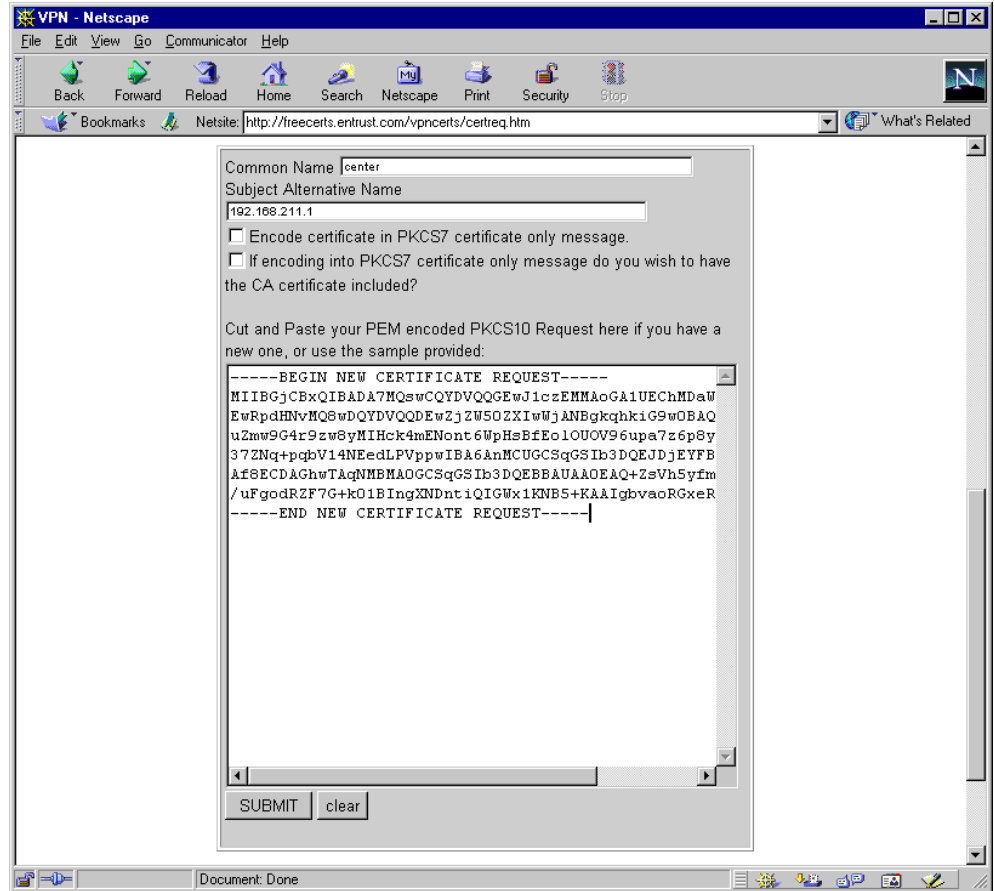 VPN - Netscape
File Edit View Go Communicator Help
Back Forward Reload Home Search Netscape Print Security Stop
My
N
Bookmarks Netsite: http://freecerts.entrust.com/vpncerts/certreq.htm What's Related
Common Name center
Subject Alternative Name
192.168.211.1
Encode certificate in PKCS7 certificate only message.
If encoding into PKCS7 certificate only message do you wish to have
the CA certificate included?
Cut and Paste your PEM encoded PKCS10 Request here if you have a
new one, or use the sample provided:
-----BEGIN NEW CERTIFICATE REQUEST-----
MIIBGjCBxQIBADA7MQswCQYDVQQGEwJ1czEMMAoGA1UEChMDaW
EwRpdHNvMQ8wDQYDVQQDEwZjZW50ZXIwWjANBgkqhkiG9w0BAQ
uZmw9G4r9zw8yMIHck4mENont6WpHsBfEolOUOV96upa7z6p8y
37ZNq+pqbV14NEedLPVppwIBA6AnMCUGCSqGSIb3DQEJDjEYFB
Af8ECDAGhwTAqNMBMA0GCSqGSIb3DQEBBAUAA0EAQ+ZsVh5yfm
/uFgodRZF7G+kO1BIngXNDntiQIGWx1KNB5+KAAIgbvaoRGxeR
-----END NEW CERTIFICATE REQUEST-----
SUBMIT clear
Document: Done